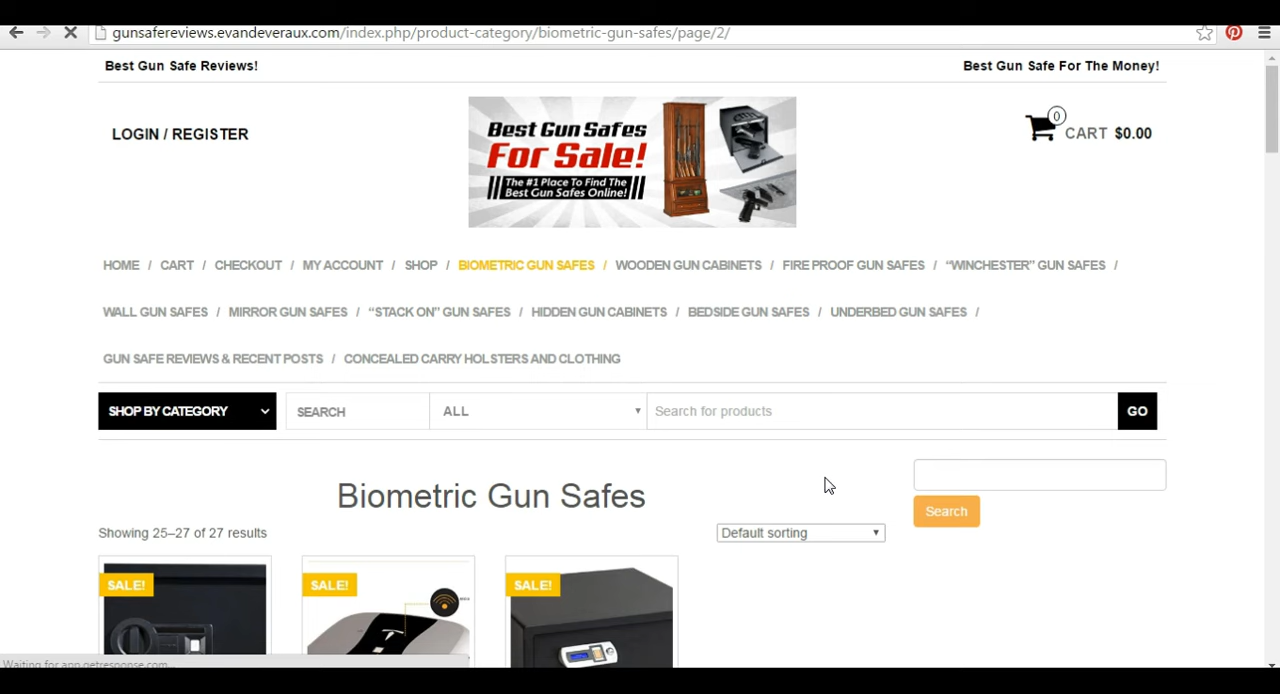 gunsafereviews.evandeveraux.com/index.php/product-category/biometric-gun-safes/page/2/
Best Gun Safe Reviews!
Best Gun Safe For The Money!
LOGIN / REGISTER
Best Gun Safes
For Sale!
The #1 Place To Find The
Best Gun Safes Online!
0
CART $0.00
HOME / CART / CHECKOUT / MY ACCOUNT / SHOP / BIOMETRIC GUN SAFES / WOODEN GUN CABINETS / FIRE PROOF GUN SAFES / “WINCHESTER” GUN SAFES /
WALL GUN SAFES / MIRROR GUN SAFES / “STACK ON” GUN SAFES / HIDDEN GUN CABINETS / BEDSIDE GUN SAFES / UNDERBED GUN SAFES /
GUN SAFE REVIEWS & RECENT POSTS / CONCEALED CARRY HOLSTERS AND CLOTHING
SHOP BY CATEGORY
SEARCH
ALL
Search for products
GO
Biometric Gun Safes
Search
Showing 25–27 of 27 results
Default sorting
SALE!
SALE!
SALE!
Waiting for app.getresponse.com...